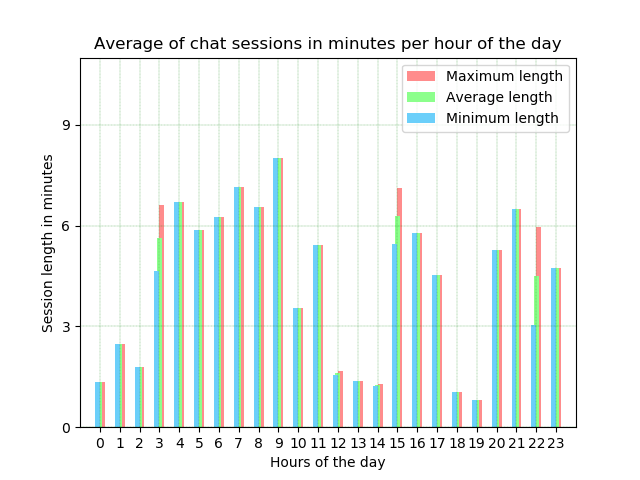 Average of chat sessions in minutes per hour of the day
Maximum length
Average length
Minimum length
Session length in minutes
9
6
3
0
0 1 2 3 4 5 6 7 8 9 10 11 12 13 14 15 16 17 18 19 20 21 22 23
Hours of the day